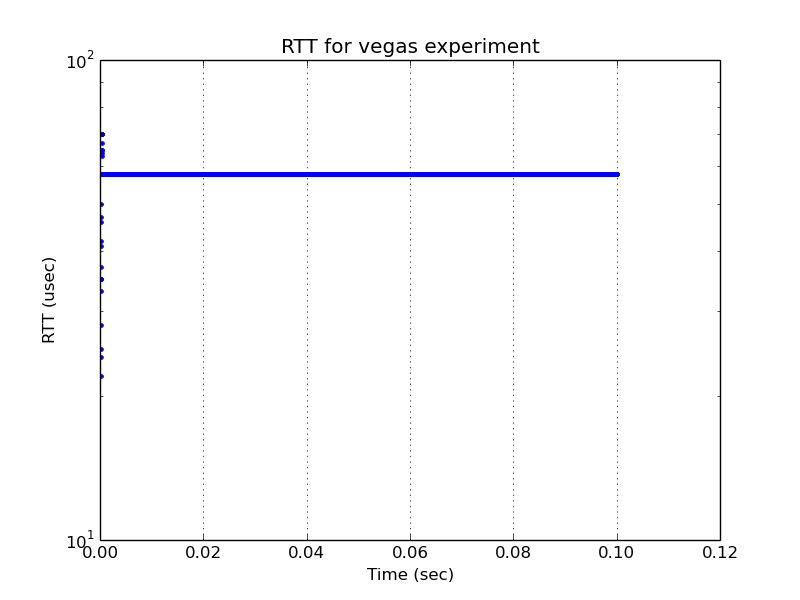 RTT for vegas experiment
10^2
RTT (usec)
10^1
0.00 0.02 0.04 0.06 0.08 0.10 0.12
Time (sec)